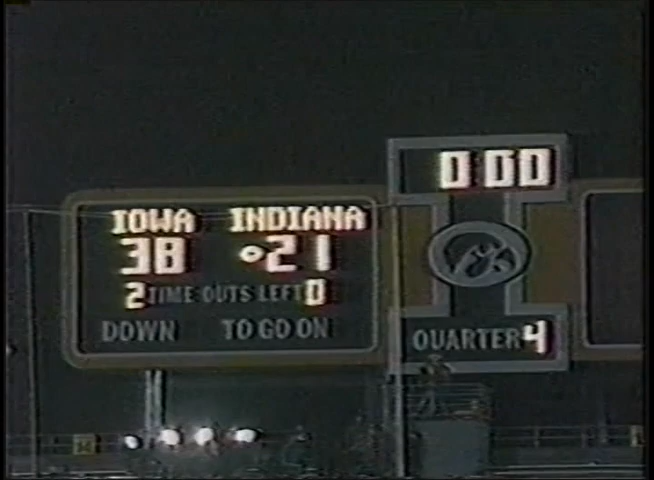 0:00
IOWA INDIANA
38 21
2 TIME OUTS LEFT 0
DOWN TO GO ON
QUARTER 4